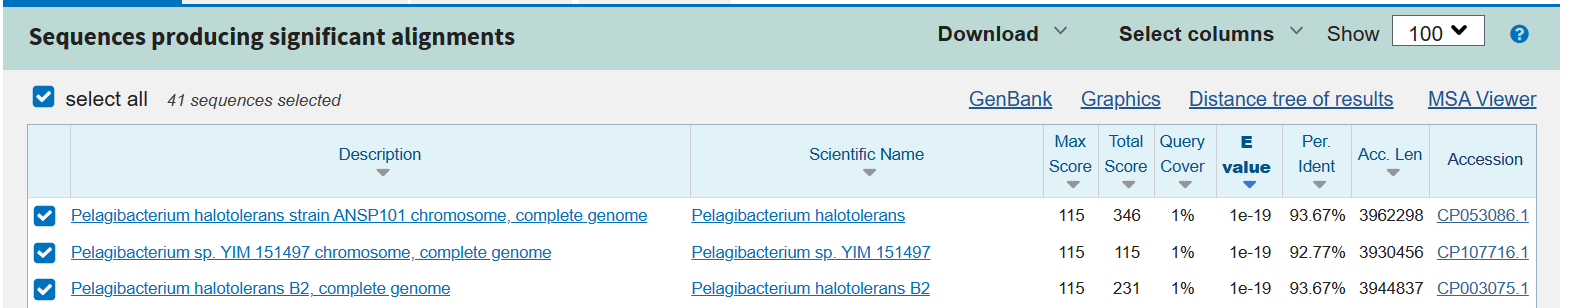 Sequences producing significant alignments Download Select columns Show 100 ?
select all 41 sequences selected GenBank Graphics Distance tree of results MSA Viewer
Description Scientific Name Max Score Total Score Query Cover E value Per. Ident Acc. Len Accession
Pelagibacterium halotolerans strain ANSP101 chromosome, complete genome Pelagibacterium halotolerans 115 346 1% 1e-19 93.67% 3962298 CP053086.1
Pelagibacterium sp. YIM 151497 chromosome, complete genome Pelagibacterium sp. YIM 151497 115 115 1% 1e-19 92.77% 3930456 CP107716.1
Pelagibacterium halotolerans B2, complete genome Pelagibacterium halotolerans B2 115 231 1% 1e-19 93.67% 3944837 CP003075.1